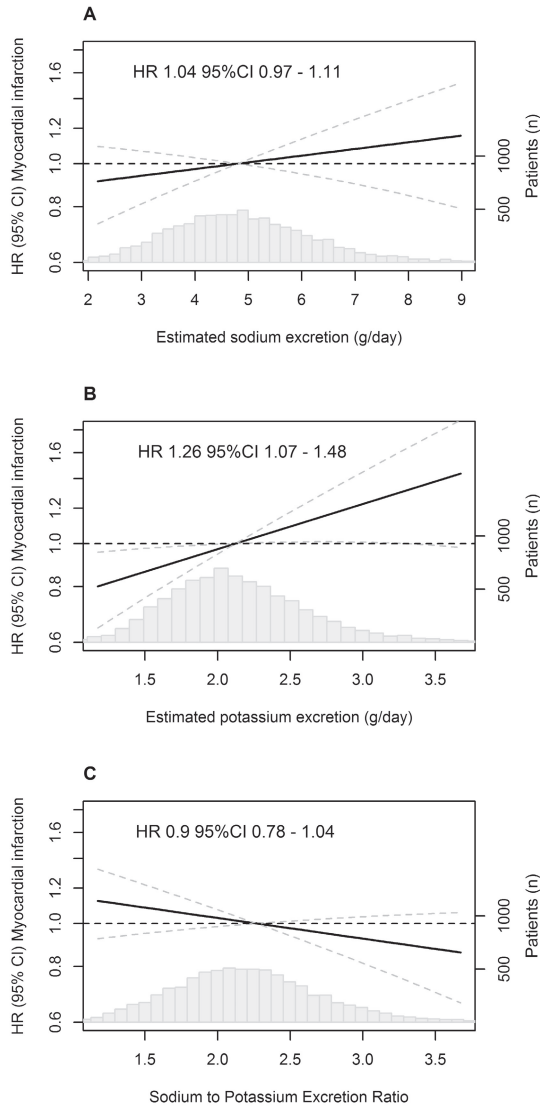 A
HR (95% CI) Myocardial infarction
1.6
1.2
1.0
0.8
0.6
HR 1.04 95%CI 0.97 - 1.11
1000
500
Patients (n)
2 3 4 5 6 7 8 9
Estimated sodium excretion (g/day)
B
HR (95% CI) Myocardial infarction
1.6
1.2
1.0
0.8
0.6
HR 1.26 95%CI 1.07 - 1.48
1000
500
Patients (n)
1.5 2.0 2.5 3.0 3.5
Estimated potassium excretion (g/day)
C
HR (95% CI) Myocardial infarction
1.6
1.2
1.0
0.8
0.6
HR 0.9 95%CI 0.78 - 1.04
1000
500
Patients (n)
1.5 2.0 2.5 3.0 3.5
Sodium to Potassium Excretion Ratio